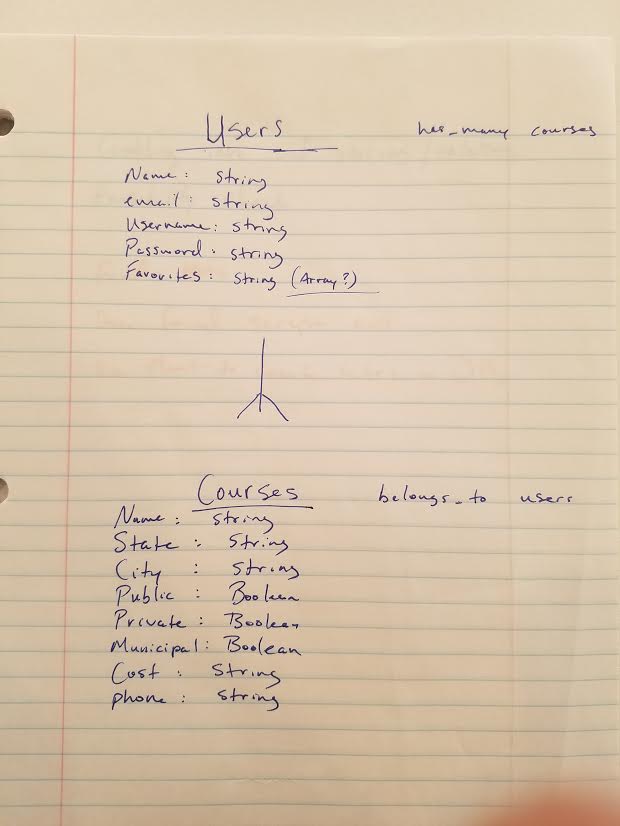 Users
has_many courses
Name: String
email: string
Username: string
Password: string
Favorites: String (Array?)
Courses
belongs_to users
Name: String
State: String
City: String
Public: Boolean
Private: Boolean
Municipal: Boolean
Cost: String
phone: String